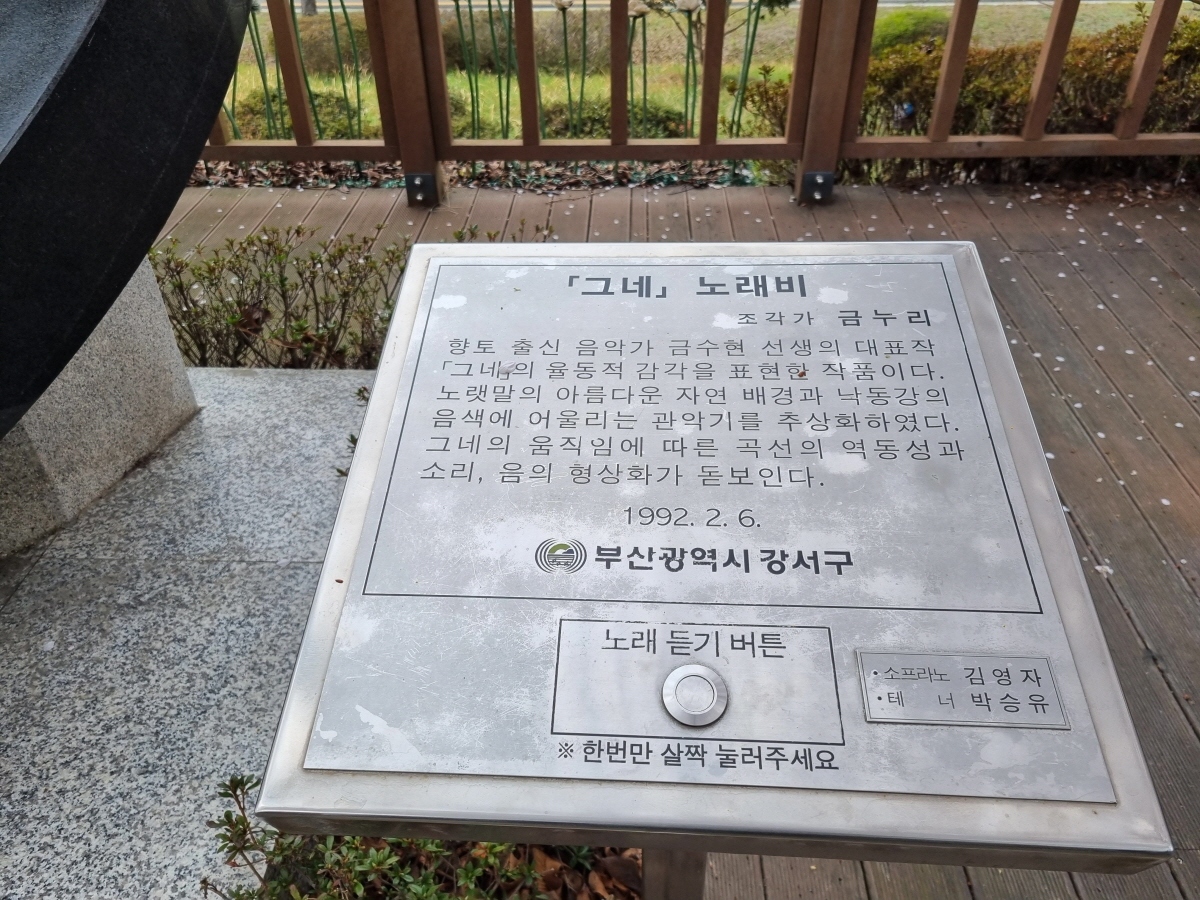 「그네」 노래비
조각가 금누리
향토 출신 음악가 금수현 선생의 대표작
「그네」의 율동적 감각을 표현한 작품이다.
노랫말의 아름다운 자연 배경과 낙동강의
음색에 어울리는 관악기를 추상화하였다.
그네의 움직임에 따른 곡선의 역동성과
소리, 음의 형상화가 돋보인다.
1992. 2. 6.
부산광역시 강서구
노래 듣기 버튼
※ 한번만 살짝 눌러주세요
•소프라노 김영자
•테 너 박승유